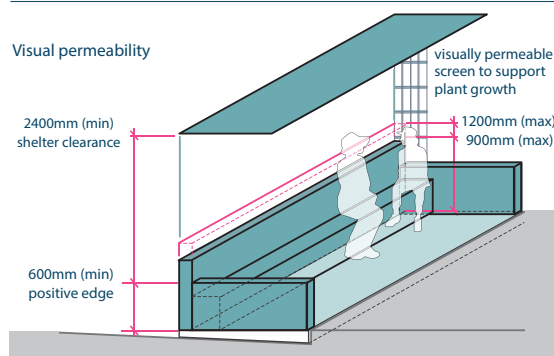 Visual permeability
visually permeable
screen to support
plant growth
2400mm (min)
shelter clearance
1200mm (max)
900mm (max)
600mm (min)
positive edge